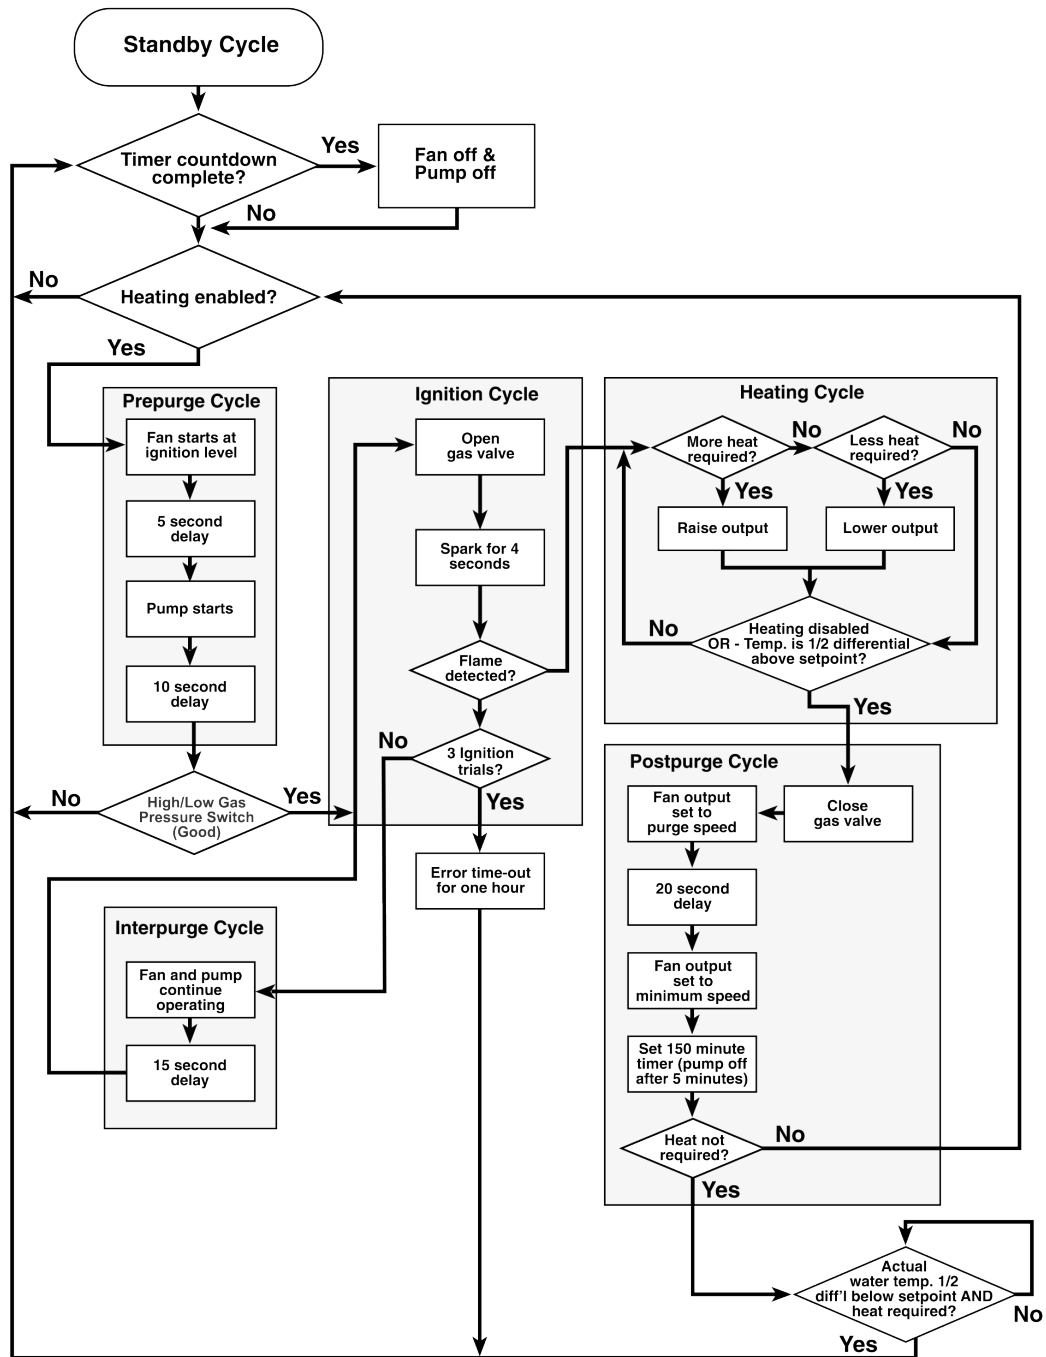 Standby Cycle
Timer countdown
complete?
Yes
Fan off &
Pump off
No
Heating enabled?
No
Yes
Prepurge Cycle
Fan starts at
ignition level
5 second
delay
Pump starts
10 second
delay
High/Low Gas
Pressure Switch
(Good)
No
Yes
Ignition Cycle
Open
gas valve
Spark for 4
seconds
Flame
detected?
3 Ignition
trials?
No
Yes
Error time-out
for one hour
Interpurge Cycle
Fan and pump
continue
operating
15 second
delay
Heating Cycle
More heat
required?
No
Less heat
required?
No
Yes
Yes
Raise output
Lower output
Heating disabled
OR - Temp. is 1/2 differential
above setpoint?
No
Yes
Postpurge Cycle
Close
gas valve
Fan output
set to
purge speed
20 second
delay
Fan output
set to
minimum speed
Set 150 minute
timer (pump off
after 5 minutes)
Heat not
required?
No
Yes
Actual
water temp. 1/2
diff'l below setpoint AND
heat required?
No
Yes